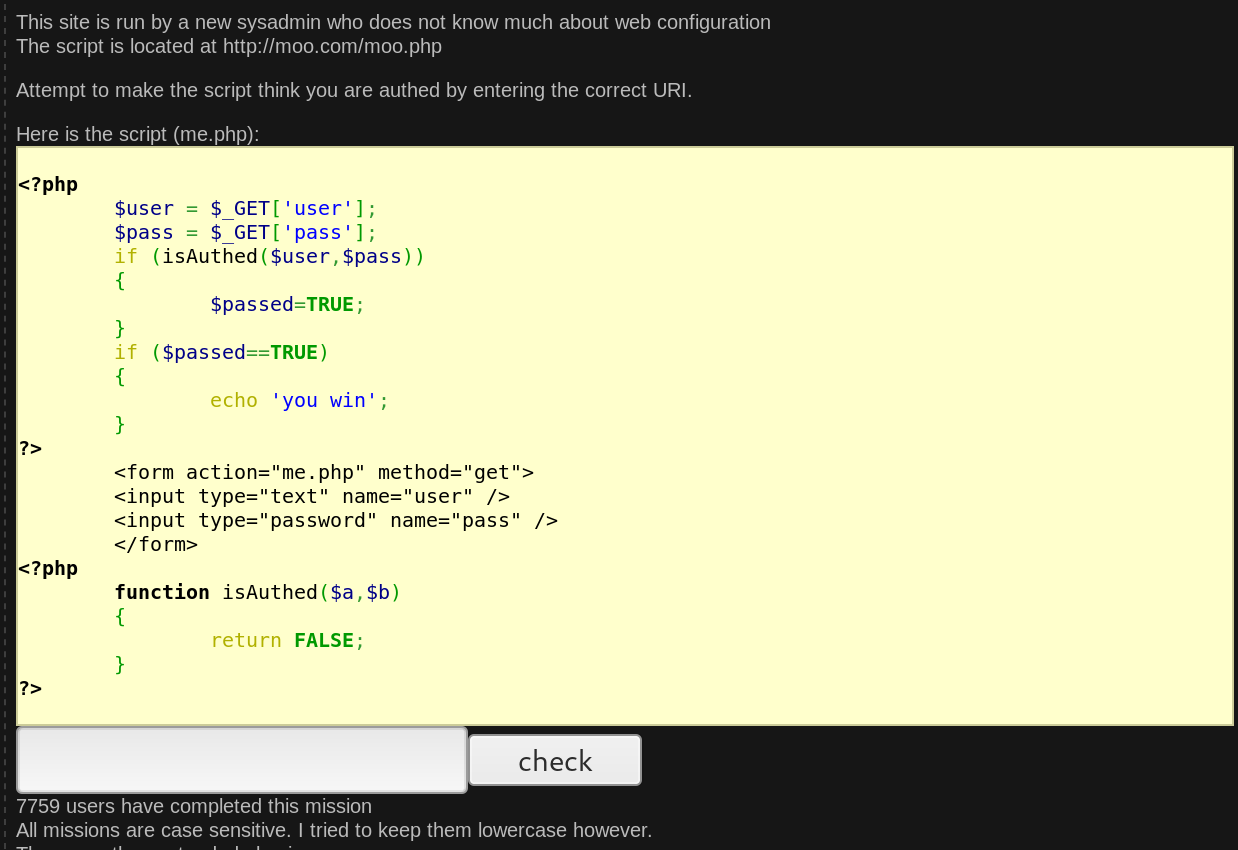 This site is run by a new sysadmin who does not know much about web configuration
The script is located at http://moo.com/moo.php
Attempt to make the script think you are authed by entering the correct URI.
Here is the script (me.php):
<?php
$user = $_GET['user'];
$pass = $_GET['pass'];
if (isAuthed($user,$pass))
{
$passed=TRUE;
}
if ($passed==TRUE)
{
echo 'you win';
}
?>
<form action="me.php" method="get">
<input type="text" name="user" />
<input type="password" name="pass" />
</form>
<?php
function isAuthed($a,$b)
{
return FALSE;
}
?>
check
7759 users have completed this mission
All missions are case sensitive. I tried to keep them lowercase however.